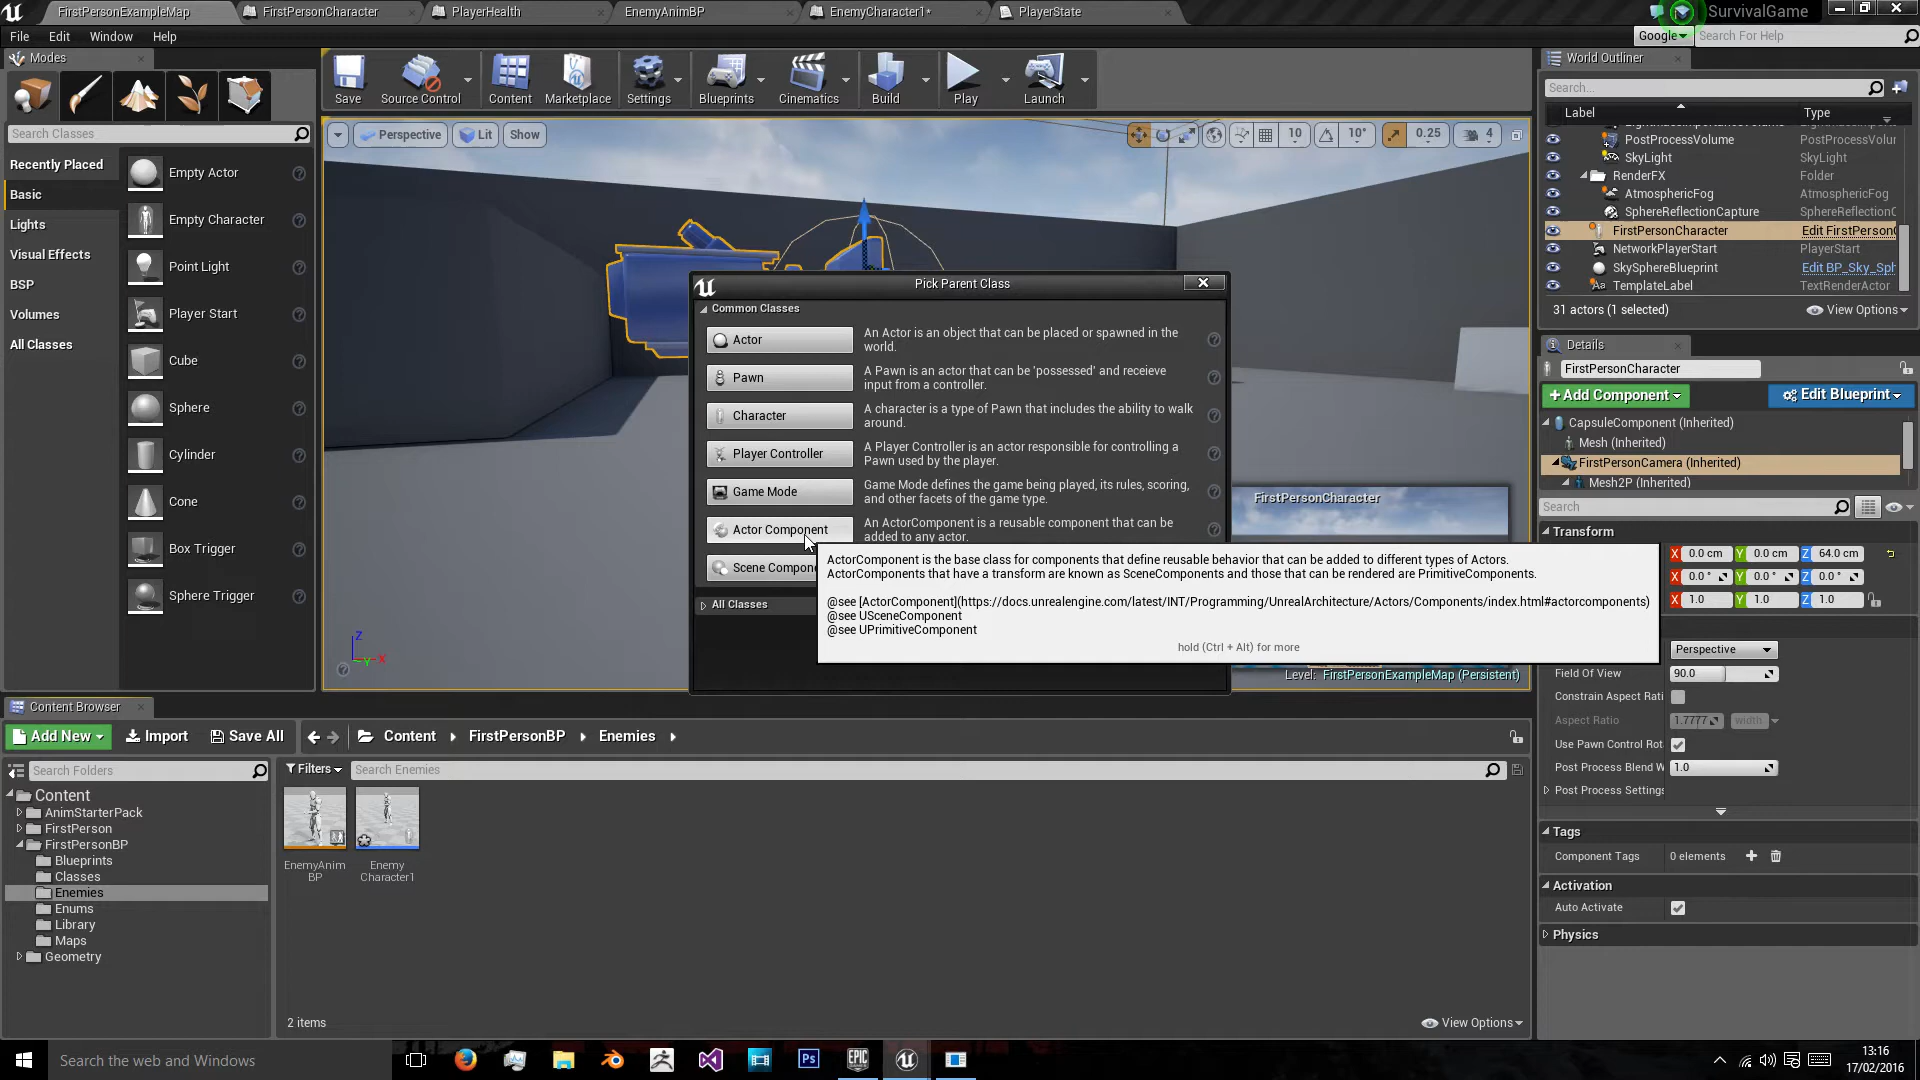 FirstPersonExampleMap
FirstPersonCharacter
PlayerHealth
EnemyAnimBP
EnemyCharacter1*
PlayerState
SurvivalGame
File Edit Window Help
Google
Search For Help
Modes
Search Classes
Recently Placed
Basic
Lights
Visual Effects
BSP
Volumes
All Classes
Empty Actor
Empty Character
Point Light
Player Start
Cube
Sphere
Cylinder
Cone
Box Trigger
Sphere Trigger
Save
Source Control
Content
Marketplace
Settings
Blueprints
Cinematics
Build
Play
Launch
Perspective
Lit
Show
10
10°
0.25
4
Pick Parent Class
Common Classes
Actor
An Actor is an object that can be placed or spawned in the
world.
Pawn
A Pawn is an actor that can be 'possessed' and receieve
input from a controller.
Character
A character is a type of Pawn that includes the ability to walk
around.
Player Controller
A Player Controller is an actor responsible for controlling a
Pawn used by the player.
Game Mode
Game Mode defines the game being played, its rules, scoring,
and other facets of the game type.
Actor Component
An ActorComponent is a reusable component that can be
added to any actor.
Scene Compon
All Classes
ActorComponent is the base class for components that define reusable behavior that can be added to different types of Actors.
ActorComponents that have a transform are known as SceneComponents and those that can be rendered are PrimitiveComponents.
@see [ActorComponent](https://docs.unrealengine.com/latest/INT/Programming/UnrealArchitecture/Actors/Components/index.html#actorcomponents)
@see USceneComponent
@see UPrimitiveComponent
hold (Ctrl + Alt) for more
FirstPersonCharacter
Level: FirstPersonExampleMap (Persistent)
Z
Y
X
World Outliner
Search...
Label
Type
PostProcessVolume PostProcessVolur
SkyLight SkyLight
RenderFX Folder
AtmosphericFog AtmosphericFog
SphereReflectionCapture SphereReflectionC
FirstPersonCharacter Edit FirstPersonC
NetworkPlayerStart PlayerStart
SkySphereBlueprint Edit BP_Sky_Sph
TemplateLabel TextRenderActor
31 actors (1 selected)
View Options
Details
FirstPersonCharacter
Add Component
Edit Blueprint
CapsuleComponent (Inherited)
Mesh (Inherited)
FirstPersonCamera (Inherited)
Mesh2P (Inherited)
Search
Transform
X 0.0 cm Y 0.0 cm Z 64.0 cm
X 0.0 ° Y 0.0 ° Z 0.0 °
X 1.0 Y 1.0 Z 1.0
Perspective
Field Of View 90.0
Constrain Aspect Rati
Aspect Ratio 1.7777 width
Use Pawn Control Rot
Post Process Blend W 1.0
Post Process Settings
Tags
Component Tags 0 elements
Activation
Auto Activate
Physics
Content Browser
Add New
Import
Save All
Content
FirstPersonBP
Enemies
Search Folders
Filters
Search Enemies
Content
AnimStarterPack
FirstPerson
FirstPersonBP
Blueprints
Classes
Enemies
Enums
Library
Maps
Geometry
EnemyAnim
BP
Enemy
Character1
2 items
View Options
Search the web and Windows
Ps
EPIC
GAMES
13:16
17/02/2016